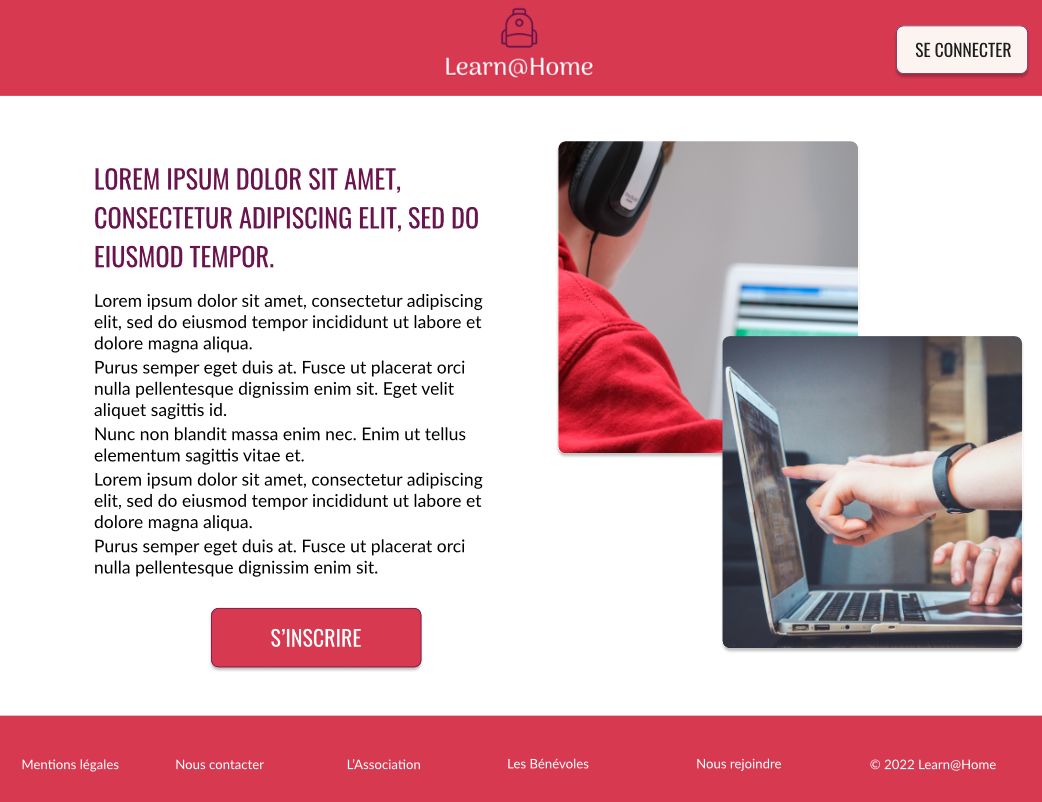 Learn@Home
SE CONNECTER
LOREM IPSUM DOLOR SIT AMET,
CONSECTETUR ADIPISCING ELIT, SED DO
EIUSMOD TEMPOR.
Lorem ipsum dolor sit amet, consectetur adipiscing
elit, sed do eiusmod tempor incididunt ut labore et
dolore magna aliqua.
Purus semper eget duis at. Fusce ut placerat orci
nulla pellentesque dignissim enim sit. Eget velit
aliquet sagittis id.
Nunc non blandit massa enim nec. Enim ut tellus
elementum sagittis vitae et.
Lorem ipsum dolor sit amet, consectetur adipiscing
elit, sed do eiusmod tempor incididunt ut labore et
dolore magna aliqua.
Purus semper eget duis at. Fusce ut placerat orci
nulla pellentesque dignissim enim sit.
S’INSCRIRE
Mentions légales
Nous contacter
L’Association
Les Bénévoles
Nous rejoindre
© 2022 Learn@Home